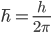 ħ = h / 2π